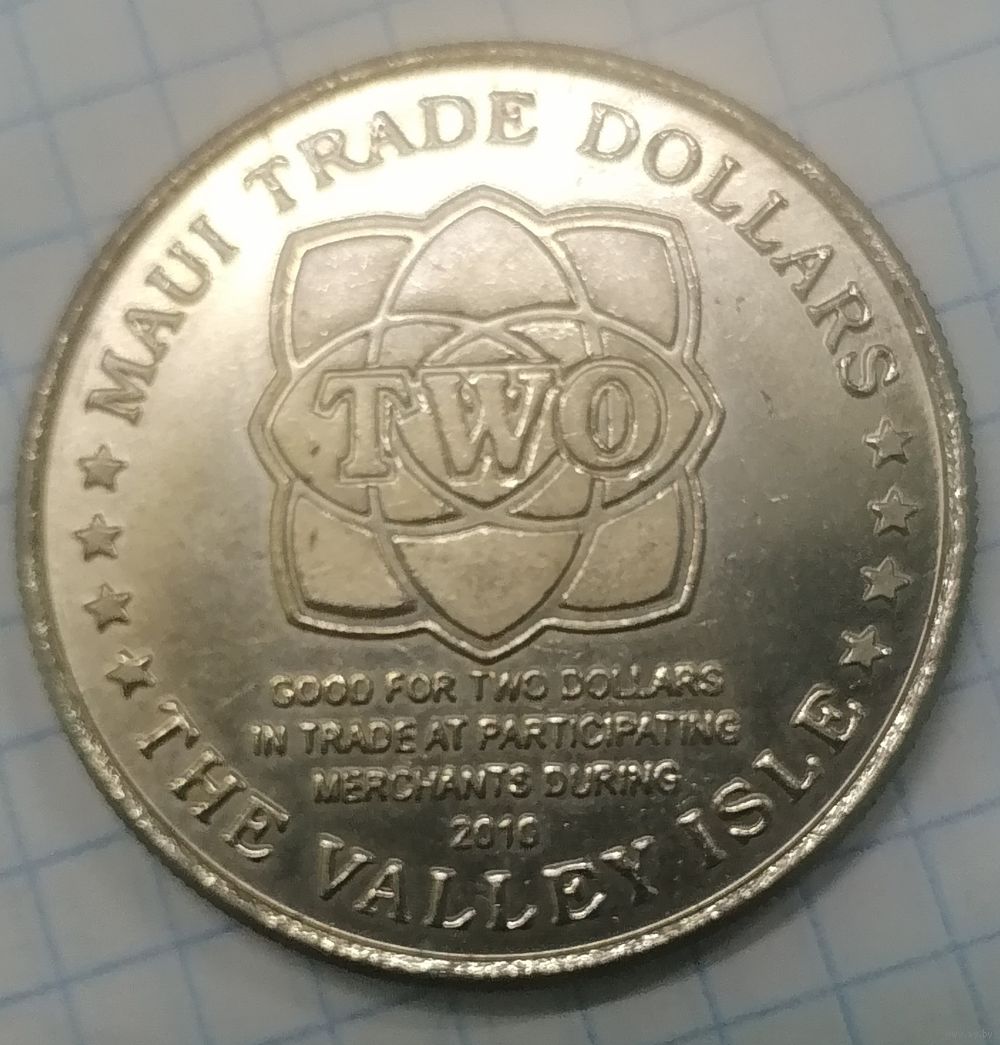 MAUI TRADE DOLLARS
TWO
GOOD FOR TWO DOLLARS
IN TRADE AT PARTICIPATING
MERCHANTS DURING
THE VALLEY ISLE